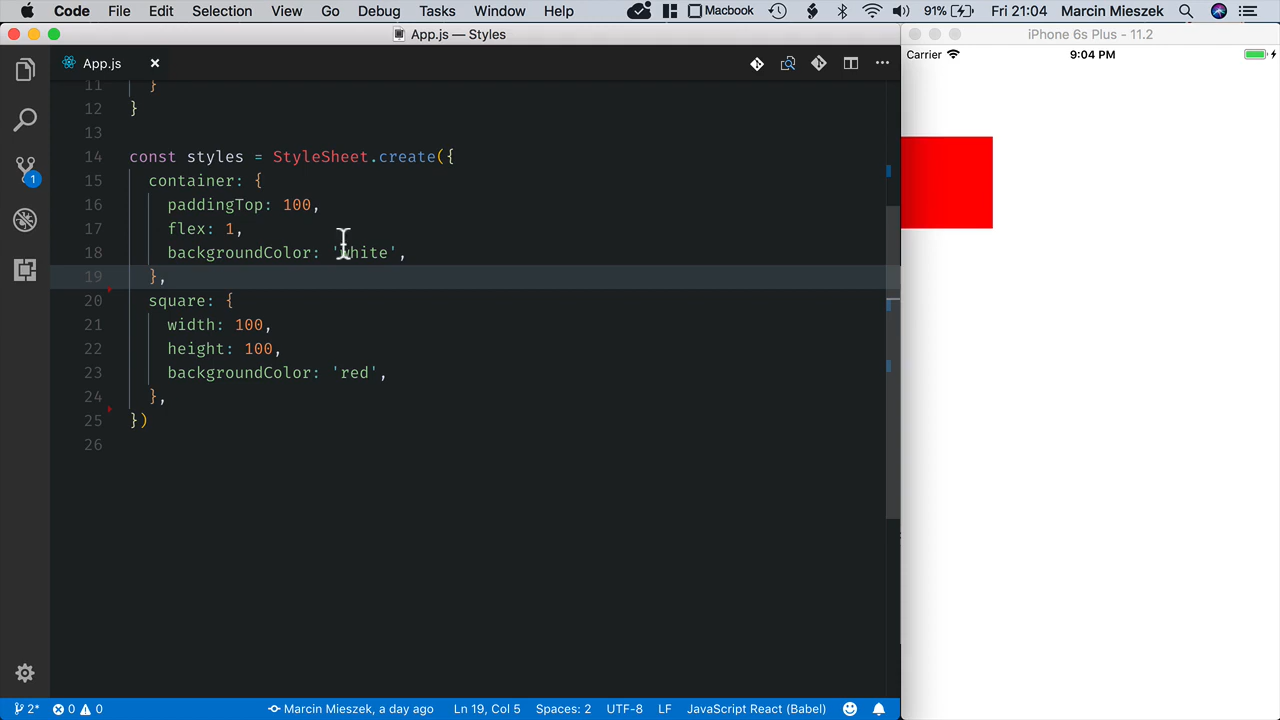 Code File Edit Selection View Go Debug Tasks Window Help Macbook 91% Fri 21:04 Marcin Mieszek
App.js — Styles
iPhone 6s Plus - 11.2
App.js
Carrier 9:04 PM
11 }
12 }
13
14 const styles = StyleSheet.create({
15 container: {
16 paddingTop: 100,
17 flex: 1,
18 backgroundColor: 'white',
19 },
20 square: {
21 width: 100,
22 height: 100,
23 backgroundColor: 'red',
24 },
25 })
26
1
2* 0 0 Marcin Mieszek, a day ago Ln 19, Col 5 Spaces: 2 UTF-8 LF JavaScript React (Babel)